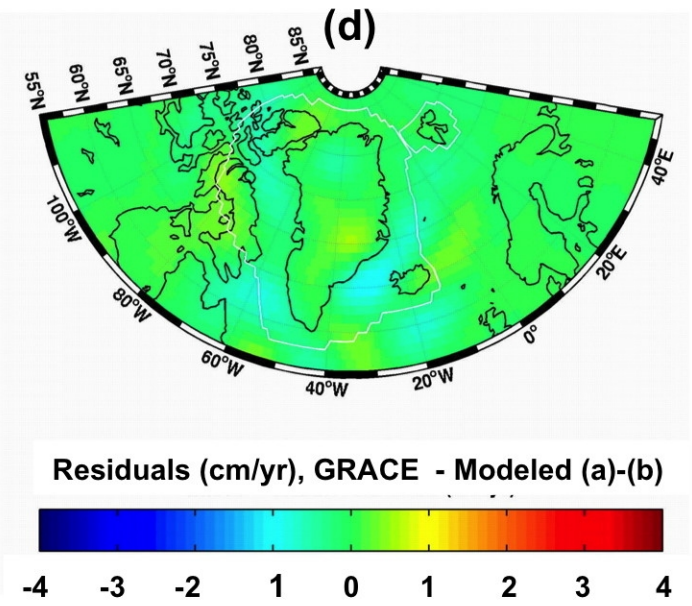 (d)
55°N 60°N 65°N 70°N 75°N 80°N 85°N
100°W 80°W 60°W 40°W 20°W 0° 20°E 40°E
Residuals (cm/yr), GRACE - Modeled (a)-(b)
-4 -3 -2 1 0 1 2 3 4